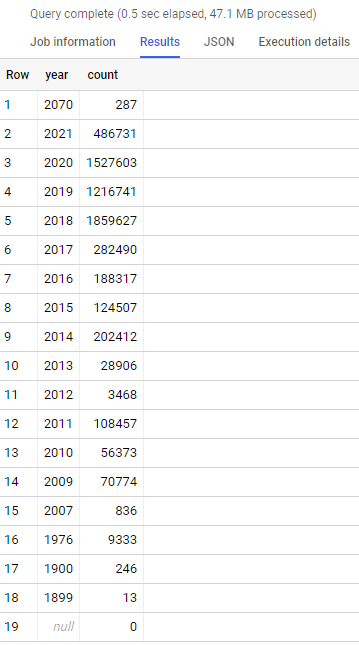 Query complete (0.5 sec elapsed, 47.1 MB processed)
Job information Results JSON Execution details
Row year count
1 2070 287
2 2021 486731
3 2020 1527603
4 2019 1216741
5 2018 1859627
6 2017 282490
7 2016 188317
8 2015 124507
9 2014 202412
10 2013 28906
11 2012 3468
12 2011 108457
13 2010 56373
14 2009 70774
15 2007 836
16 1976 9333
17 1900 246
18 1899 13
19 null 0